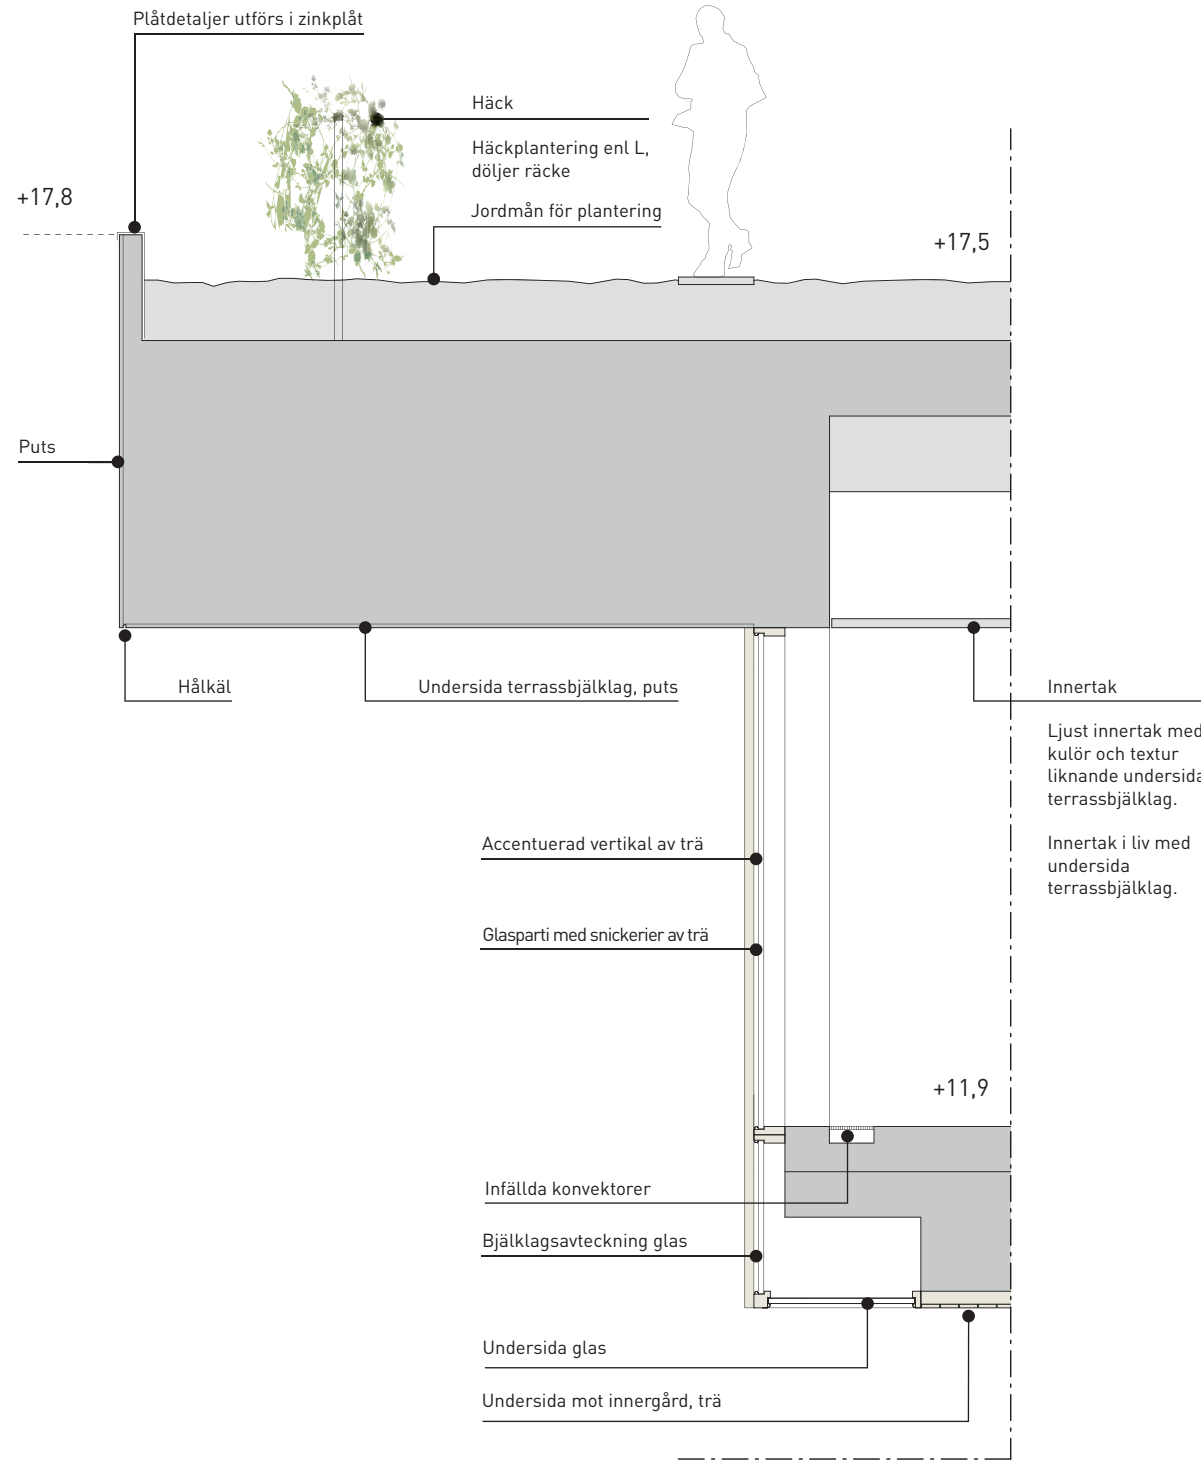 Plåtdetaljer utförs i zinkplåt
Häck
Häckplantering enl L,
döljer räcke
+17,8
Jordmån för plantering
+17,5
Puts
Hålkäl
Undersida terrassbjälklag, puts
Innertak
Ljust innertak med
kulör och textur
liknande undersida
terrassbjälklag.
Innertak i liv med
undersida
terrassbjälklag.
Accentuerad vertikal av trä
Glasparti med snickerier av trä
+11,9
Infällda konvektorer
Bjälklagsavteckning glas
Undersida glas
Undersida mot innergård, trä